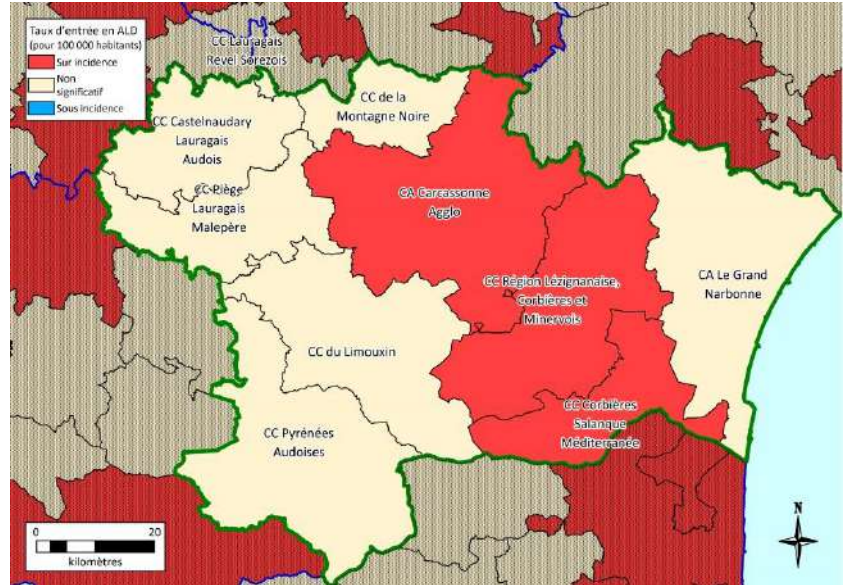 Taux d'entrée en ALD
(pour 100 000 habitants)
Sur incidence
Non
significatif
Sous incidence
CC Lauragais
Revel Sorezois
CC de la
Montagne Noire
CC Castelnaudary
Lauragais
Audois
CC Piège
Lauragais
Malepère
CA Carcassonne
Agglo
CC Région Lézignanaise,
Corbières et
Minervois
CA Le Grand
Narbonne
CC du Limouxin
CC Corbières
Salanque
Méditerranée
CC Pyrénées
Audoises
0
20
kilomètres
N